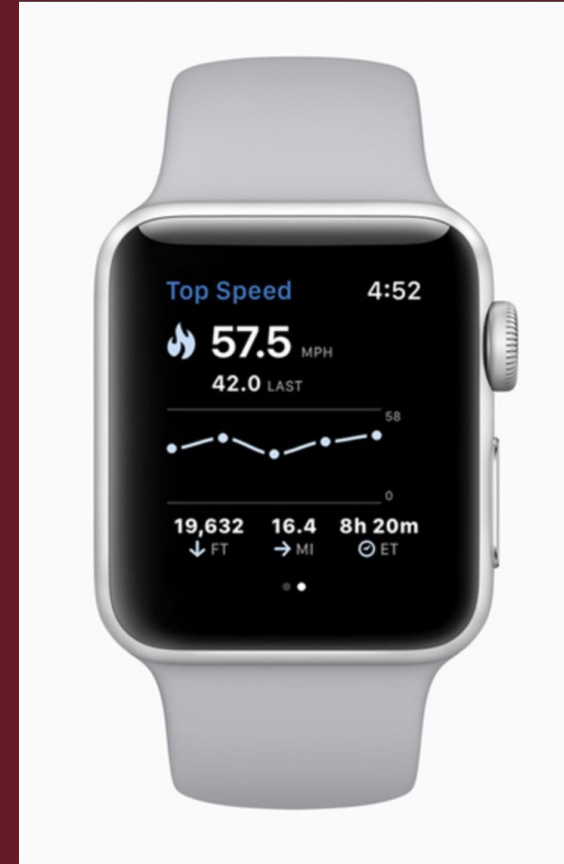 Top Speed 4:52
57.5 MPH
42.0 LAST
58
0
19,632 16.4 8h 20m
FT MI ET